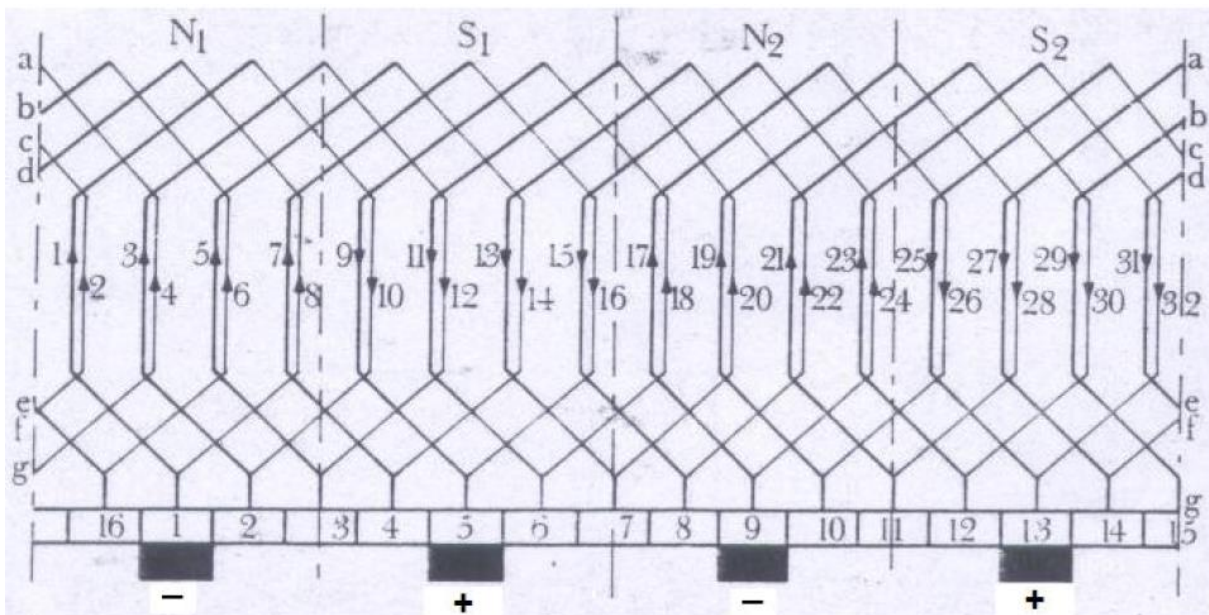 N1 S1 N2 S2
a a
b b
c c
d d
1 3 5 7 9 11 13 15 17 19 21 23 25 27 29 31
2 4 6 8 10 12 14 16 18 20 22 24 26 28 30 32
e e
f f
g g
16 1 2 3 4 5 6 7 8 9 10 11 12 13 14 15
− + − +